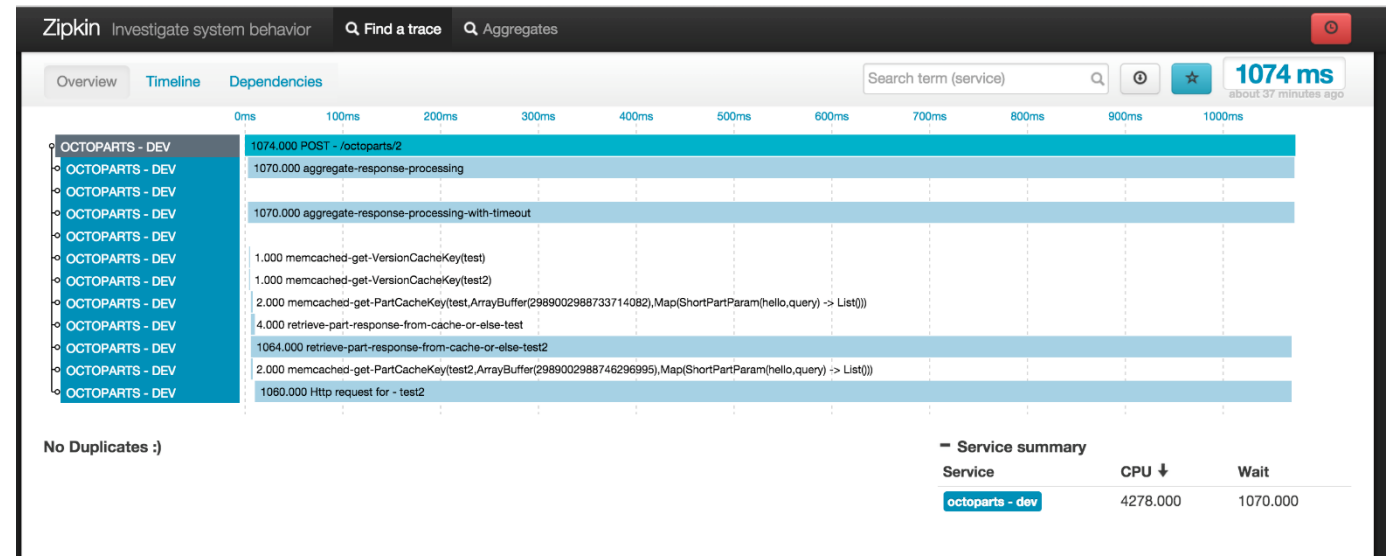 Zipkin Investigate system behavior Find a trace Aggregates
Overview Timeline Dependencies Search term (service) 1074 ms
about 37 minutes ago
0ms 100ms 200ms 300ms 400ms 500ms 600ms 700ms 800ms 900ms 1000ms
OCTOPARTS - DEV 1074.000 POST - /octoparts/2
OCTOPARTS - DEV 1070.000 aggregate-response-processing
OCTOPARTS - DEV
OCTOPARTS - DEV 1070.000 aggregate-response-processing-with-timeout
OCTOPARTS - DEV
OCTOPARTS - DEV 1.000 memcached-get-VersionCacheKey(test)
OCTOPARTS - DEV 1.000 memcached-get-VersionCacheKey(test2)
OCTOPARTS - DEV 2.000 memcached-get-PartCacheKey(test,ArrayBuffer(2989002988733714082),Map(ShortPartParam(hello,query) -> List()))
OCTOPARTS - DEV 4.000 retrieve-part-response-from-cache-or-else-test
OCTOPARTS - DEV 1064.000 retrieve-part-response-from-cache-or-else-test2
OCTOPARTS - DEV 2.000 memcached-get-PartCacheKey(test2,ArrayBuffer(2989002988746296995),Map(ShortPartParam(hello,query) -> List()))
OCTOPARTS - DEV 1060.000 Http request for - test2
No Duplicates :) Service summary
Service CPU Wait
octoparts - dev 4278.000 1070.000